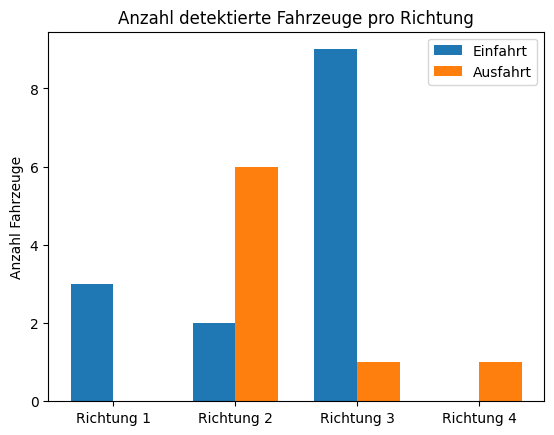 Anzahl detektierte Fahrzeuge pro Richtung
Einfahrt
Ausfahrt
Anzahl Fahrzeuge
8
6
4
2
0
Richtung 1 Richtung 2 Richtung 3 Richtung 4